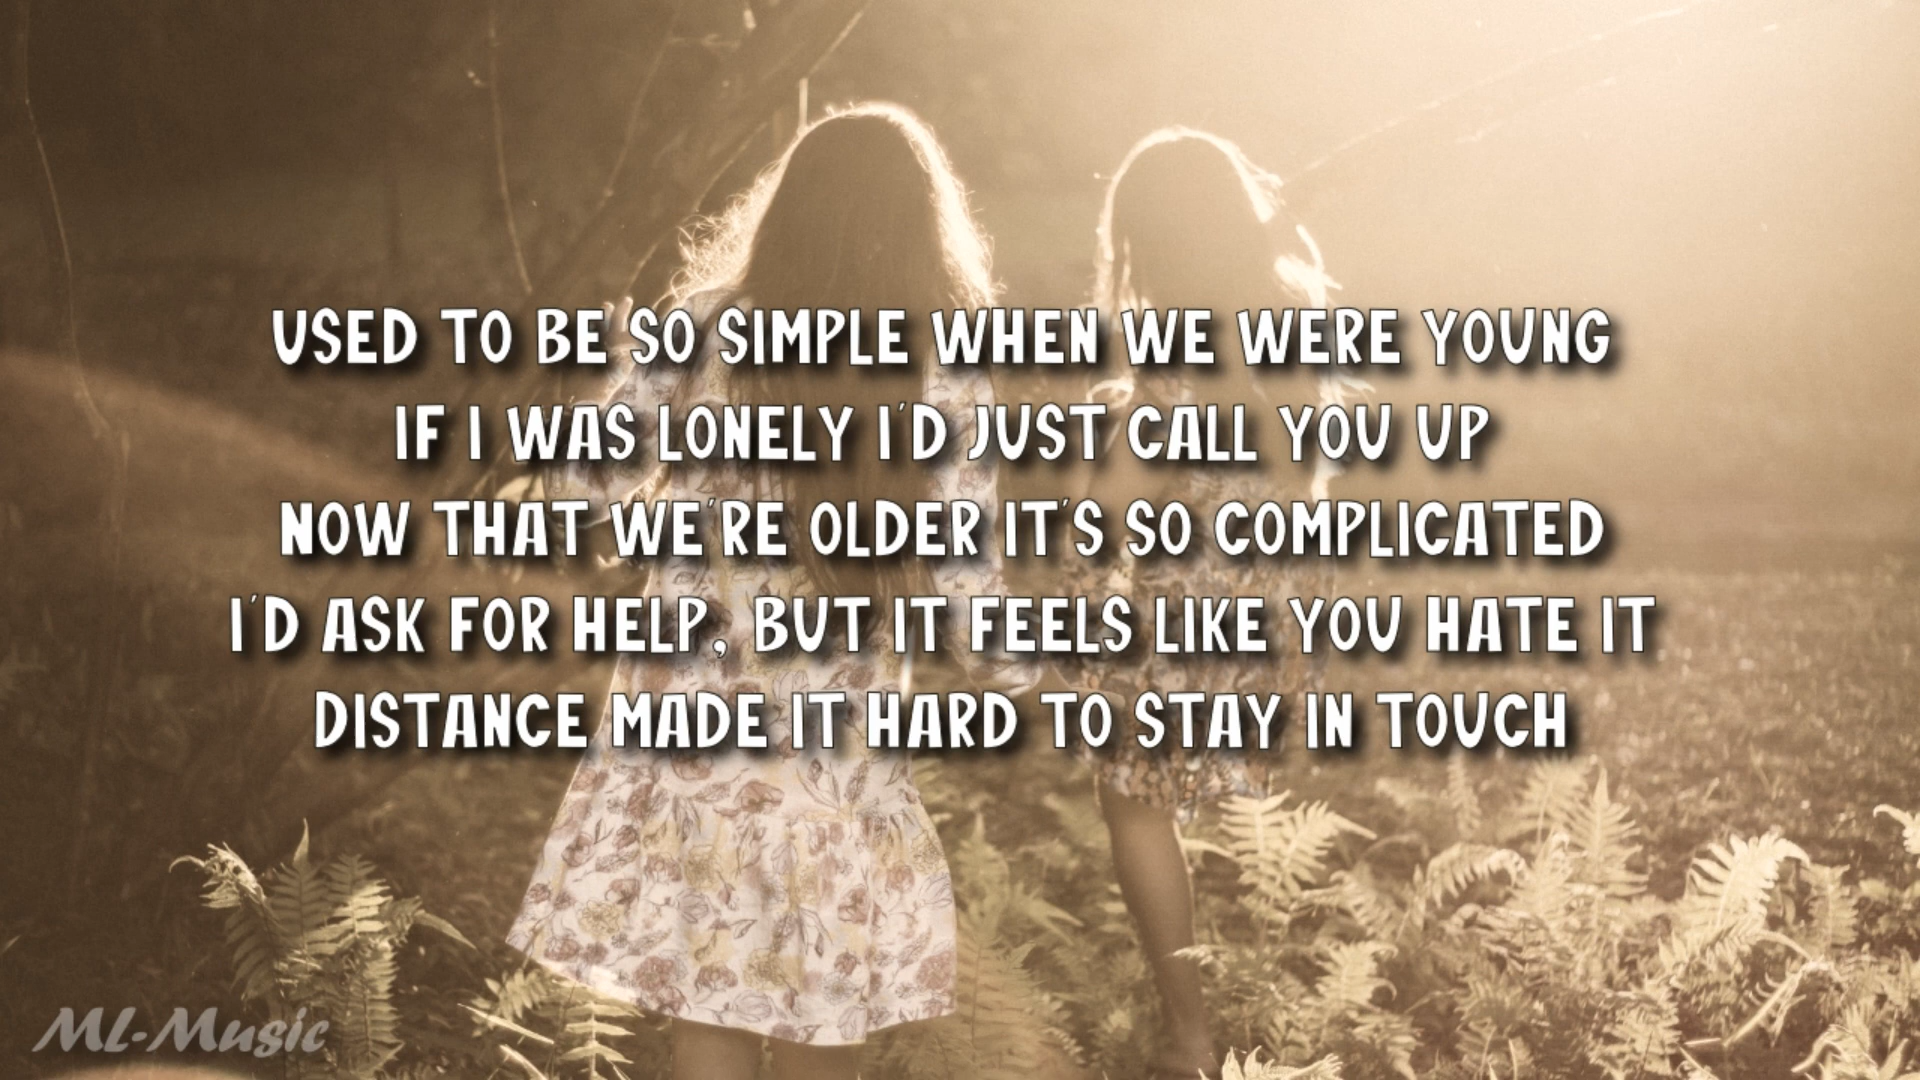 USED TO BE SO SIMPLE WHEN WE WERE YOUNG
IF I WAS LONELY I'D JUST CALL YOU UP
NOW THAT WE'RE OLDER IT'S SO COMPLICATED
I'D ASK FOR HELP, BUT IT FEELS LIKE YOU HATE IT
DISTANCE MADE IT HARD TO STAY IN TOUCH
ML-Music